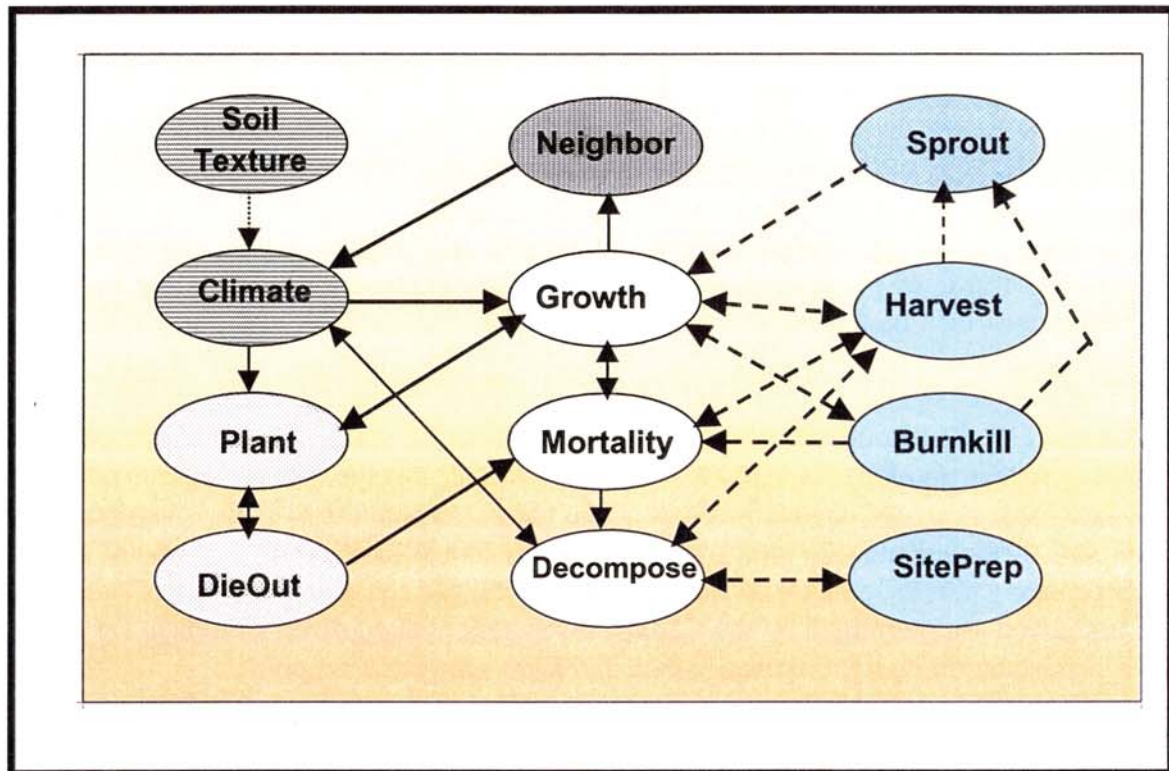 Soil
Texture
Neighbor
Sprout
Climate
Growth
Harvest
Plant
Mortality
Burnkill
DieOut
Decompose
SitePrep